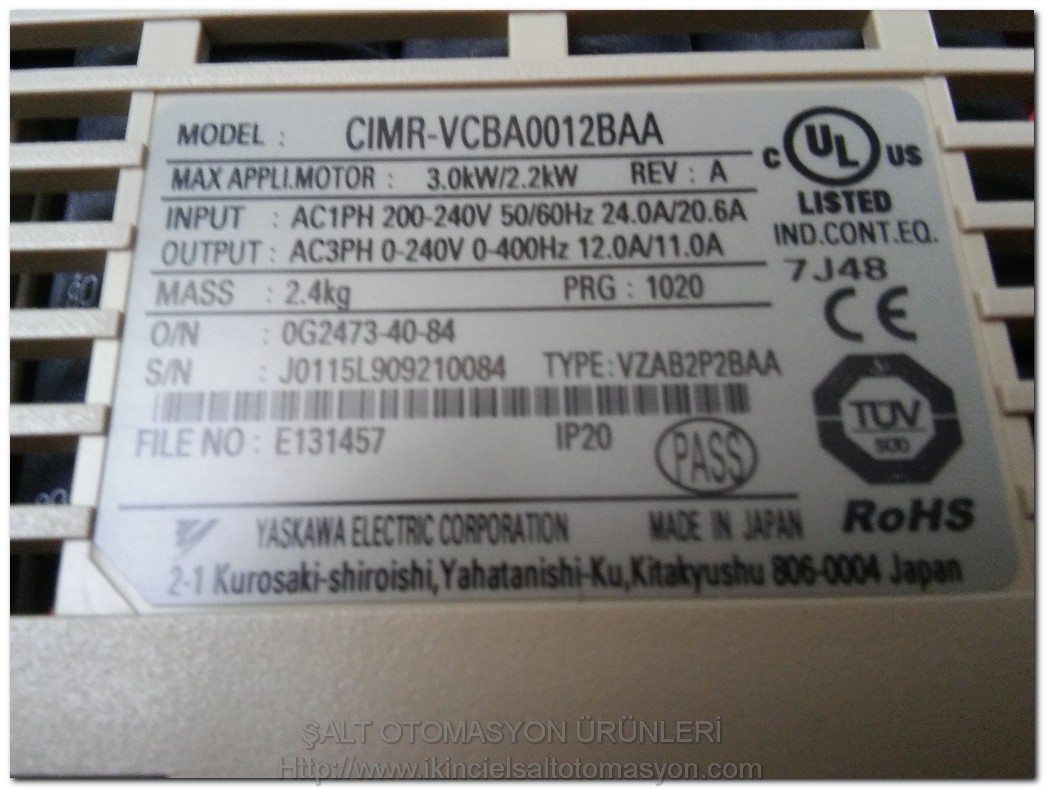 MODEL : CIMR-VCBA0012BAA
MAX APPLI.MOTOR : 3.0kW/2.2kW REV : A
INPUT : AC1PH 200-240V 50/60Hz 24.0A/20.6A
OUTPUT : AC3PH 0-240V 0-400Hz 12.0A/11.0A
MASS : 2.4kg PRG : 1020
O/N : 0G2473-40-84
S/N : J0115L909210084 TYPE:VZAB2P2BAA
FILE NO : E131457 IP20
PASS
C UL US
LISTED
IND.CONT.EQ.
7J48
CE
TÜV
SÜD
RoHS
YASKAWA ELECTRIC CORPORATION MADE IN JAPAN
2-1 Kurosaki-shiroishi,Yahatanishi-Ku,Kitakyushu 806-0004 Japan
ŞALT OTOMASYON ÜRÜNLERİ
Http://www.ikincielsaltotomasyon.com